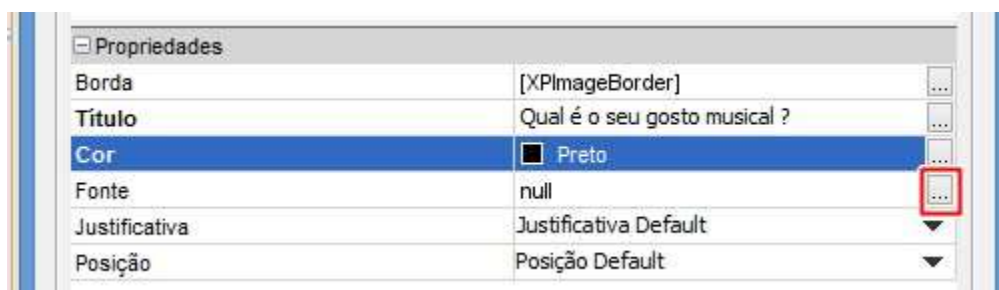 Propriedades
Borda [XPImageBorder] ...
Título Qual é o seu gosto musical ? ...
Cor Preto ...
Fonte null ...
Justificativa Justificativa Default
Posição Posição Default